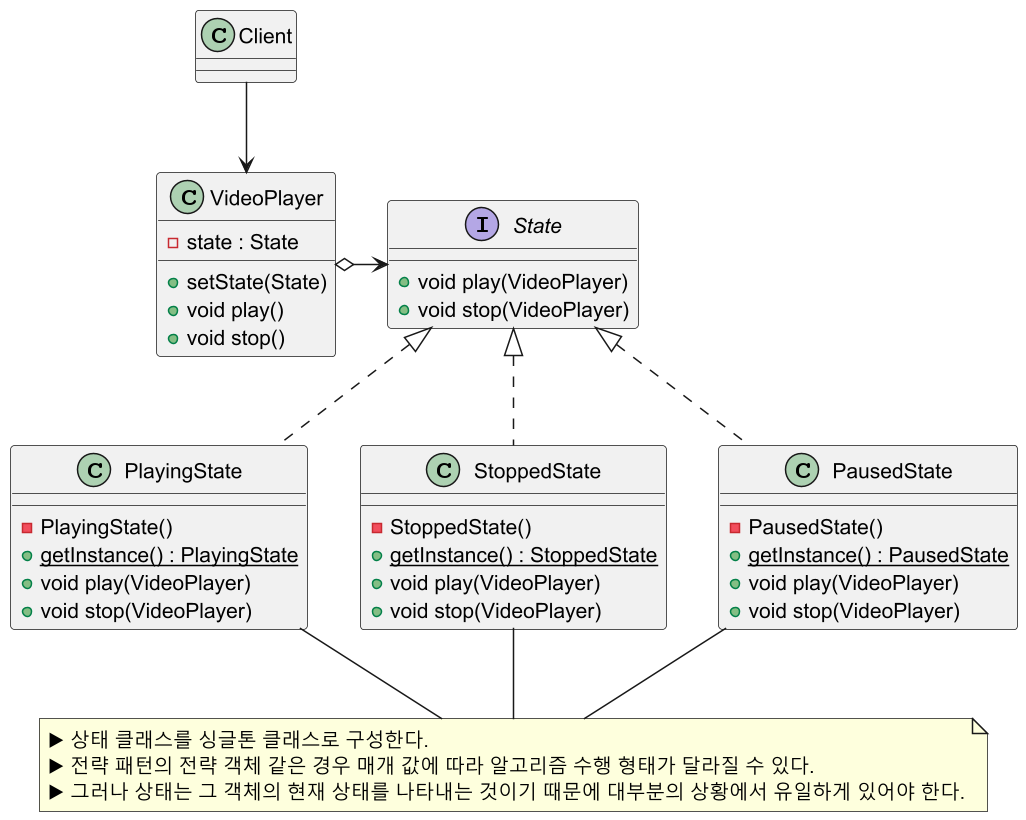 C Client
C VideoPlayer
state : State
setState(State)
void play()
void stop()
I State
void play(VideoPlayer)
void stop(VideoPlayer)
C PlayingState
PlayingState()
getInstance() : PlayingState
void play(VideoPlayer)
void stop(VideoPlayer)
C StoppedState
StoppedState()
getInstance() : StoppedState
void play(VideoPlayer)
void stop(VideoPlayer)
C PausedState
PausedState()
getInstance() : PausedState
void play(VideoPlayer)
void stop(VideoPlayer)
▶ 상태 클래스를 싱글톤 클래스로 구성한다.
▶ 전략 패턴의 전략 객체 같은 경우 매개 값에 따라 알고리즘 수행 형태가 달라질 수 있다.
▶ 그러나 상태는 그 객체의 현재 상태를 나타내는 것이기 때문에 대부분의 상황에서 유일하게 있어야 한다.